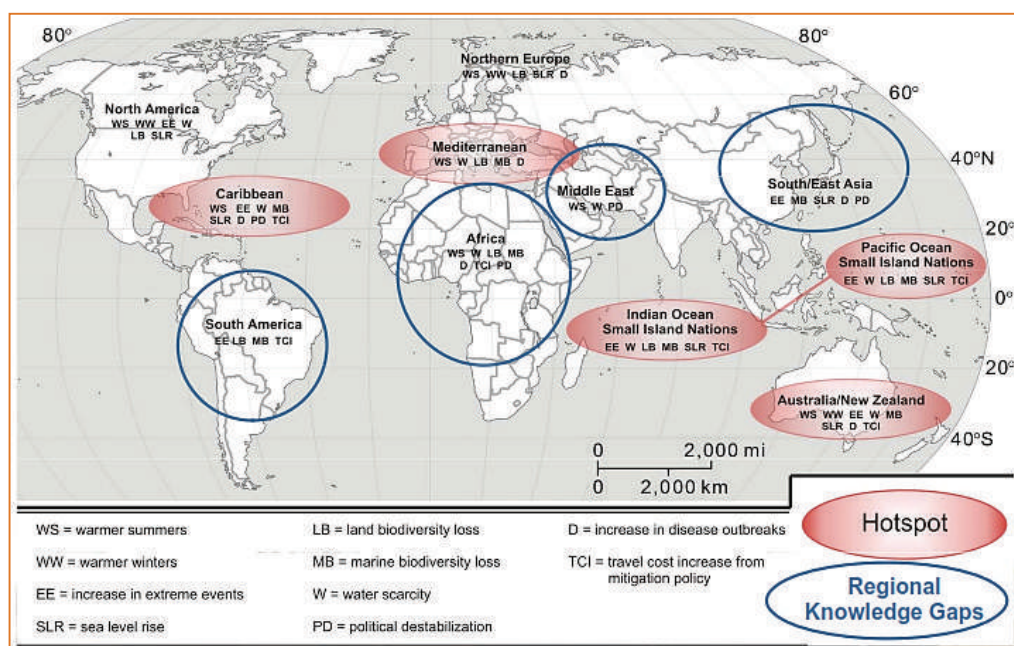 80°
80°
Northern Europe
WS WW LB SLR D
60°
North America
WS WW EE W
LB SLR
Mediterranean
WS W LB MB D
40°N
Caribbean
WS EE W MB
SLR D PD TCI
Middle East
WS W PD
South/East Asia
EE MB SLR D PD
20°
Africa
WS W LB MB
D TCI PD
Pacific Ocean
Small Island Nations
EE W LB MB SLR TCI
0°
South America
EE LB MB TCI
Indian Ocean
Small Island Nations
EE W LB MB SLR TCI
20°
Australia/New Zealand
WS WW EE W MB
SLR D TCI
40°S
0 2,000 mi
0 2,000 km
WS = warmer summers
WW = warmer winters
EE = increase in extreme events
SLR = sea level rise
LB = land biodiversity loss
MB = marine biodiversity loss
W = water scarcity
PD = political destabilization
D = increase in disease outbreaks
TCI = travel cost increase from
mitigation policy
Hotspot
Regional
Knowledge Gaps